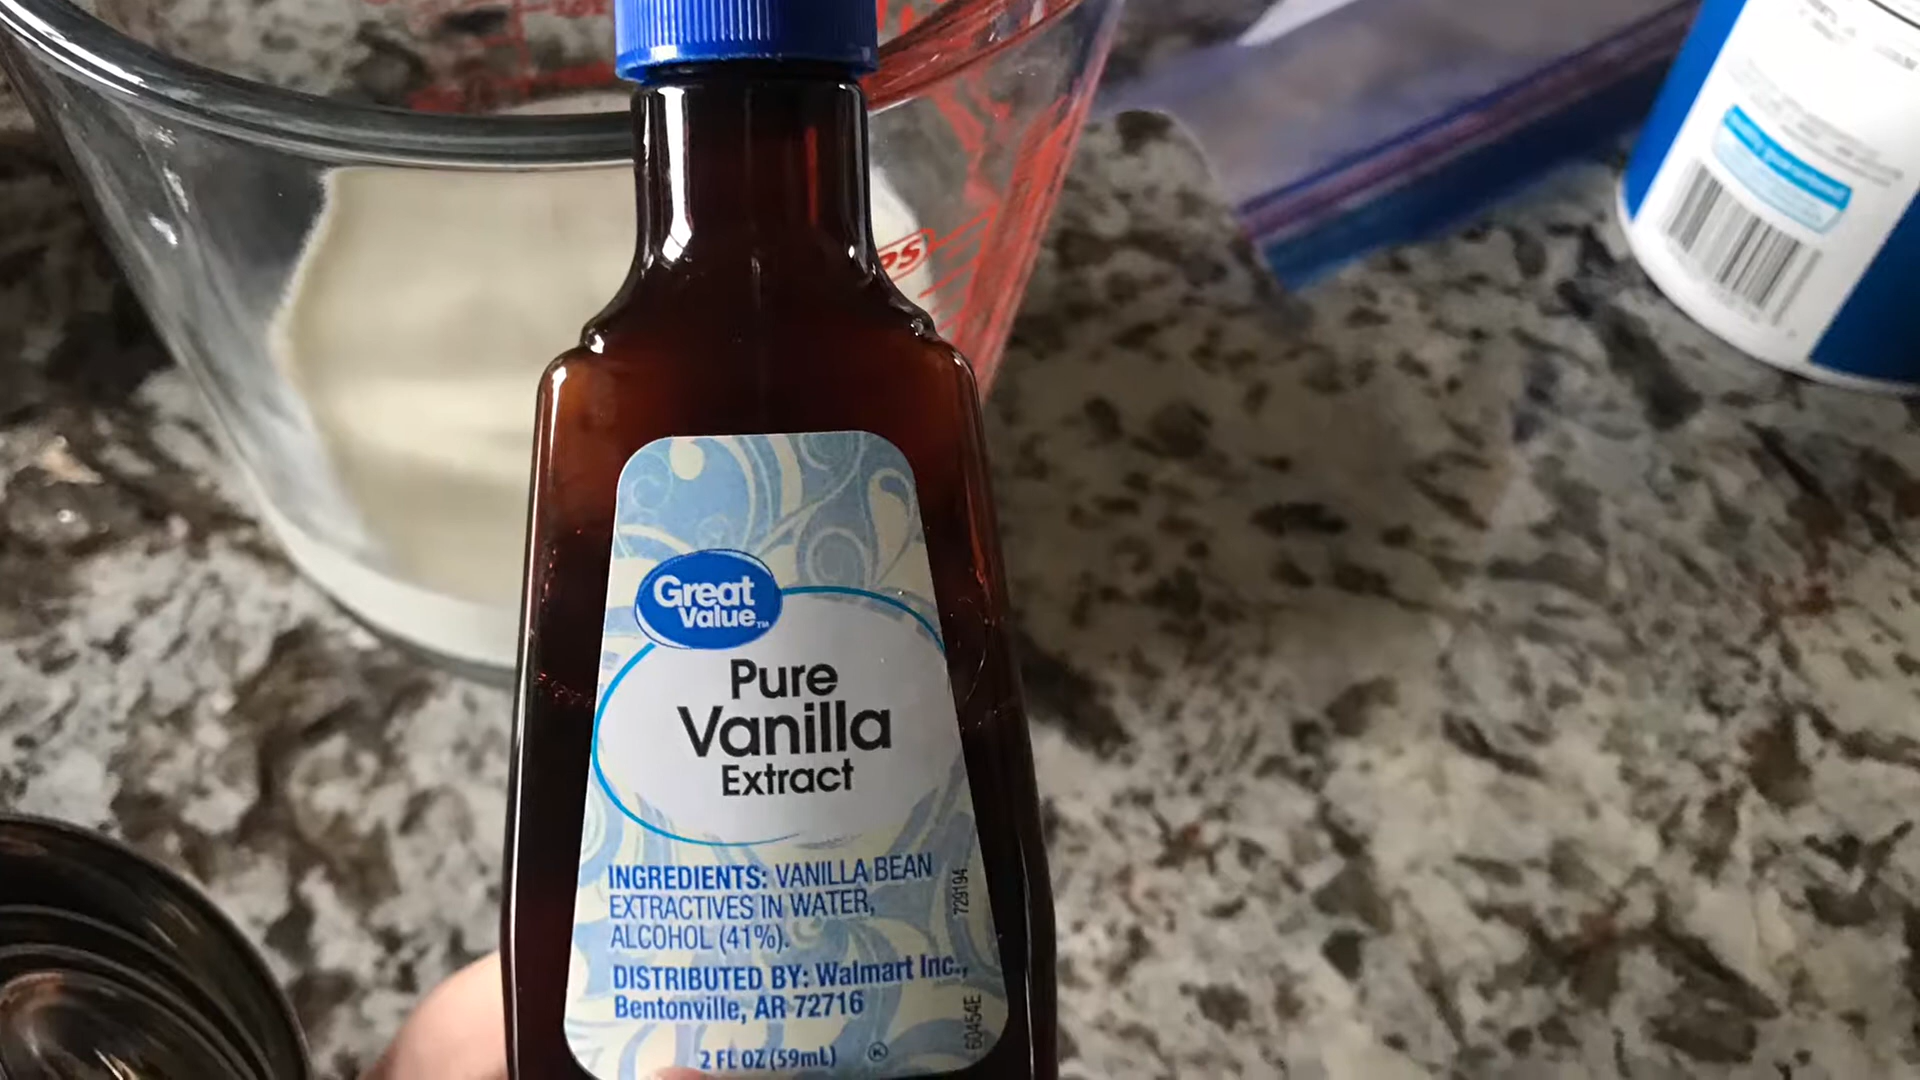 Great
Value™
Pure
Vanilla
Extract
INGREDIENTS: VANILLA BEAN
EXTRACTIVES IN WATER,
ALCOHOL (41%).
DISTRIBUTED BY: Walmart Inc.,
Bentonville, AR 72716
2 FL OZ (59mL)
K
729194
60454E